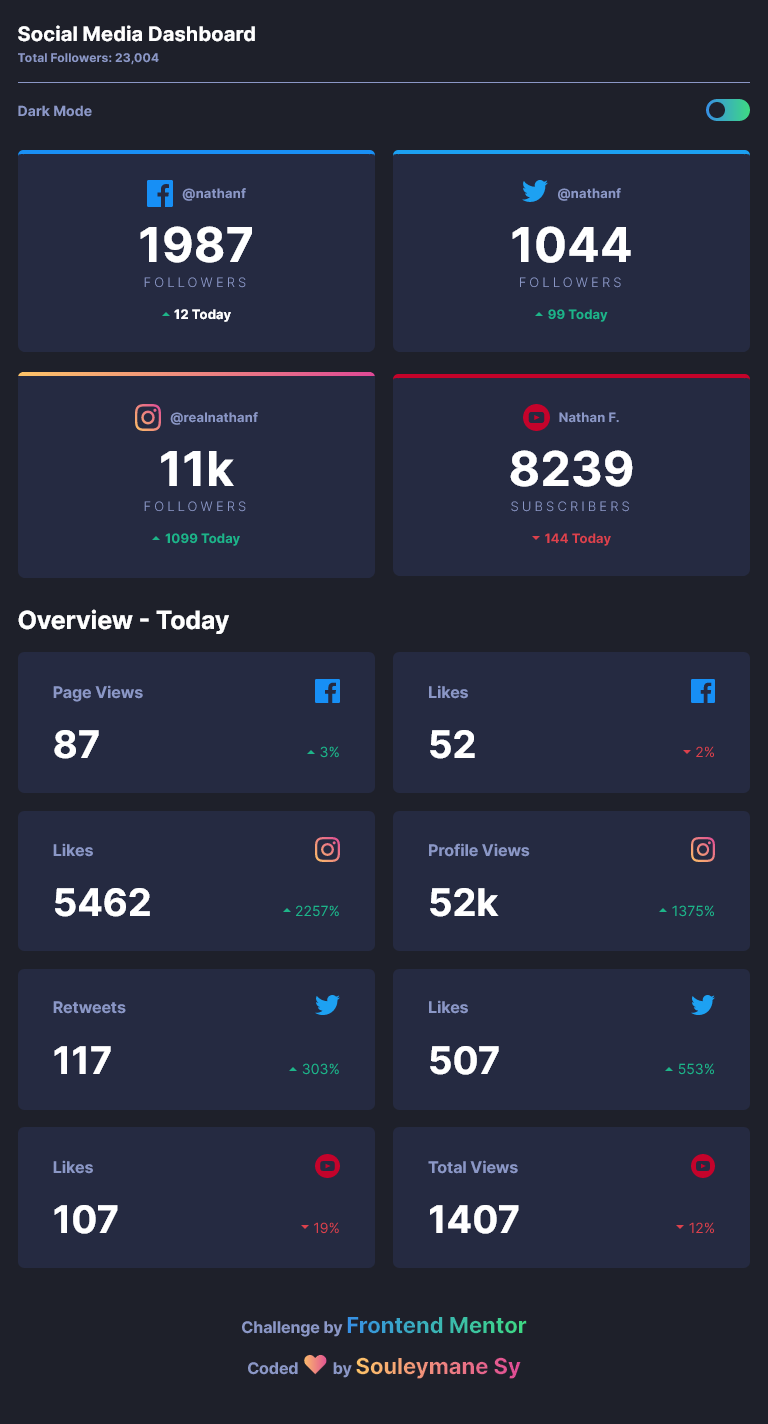 Social Media Dashboard
Total Followers: 23,004
Dark Mode
@nathanf
1987
FOLLOWERS
12 Today
@nathanf
1044
FOLLOWERS
99 Today
@realnathanf
11k
FOLLOWERS
1099 Today
Nathan F.
8239
SUBSCRIBERS
144 Today
Overview - Today
Page Views
87
3%
Likes
52
2%
Likes
5462
2257%
Profile Views
52k
1375%
Retweets
117
303%
Likes
507
553%
Likes
107
19%
Total Views
1407
12%
Challenge by Frontend Mentor
Coded by Souleymane Sy